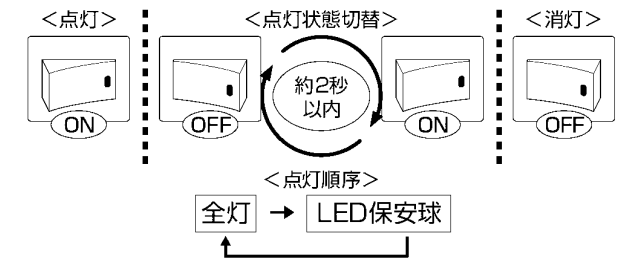 ＜点灯＞
＜点灯状態切替＞
＜消灯＞
約2秒
以内
ON
OFF
ON
OFF
＜点灯順序＞
全灯 → LED保安球